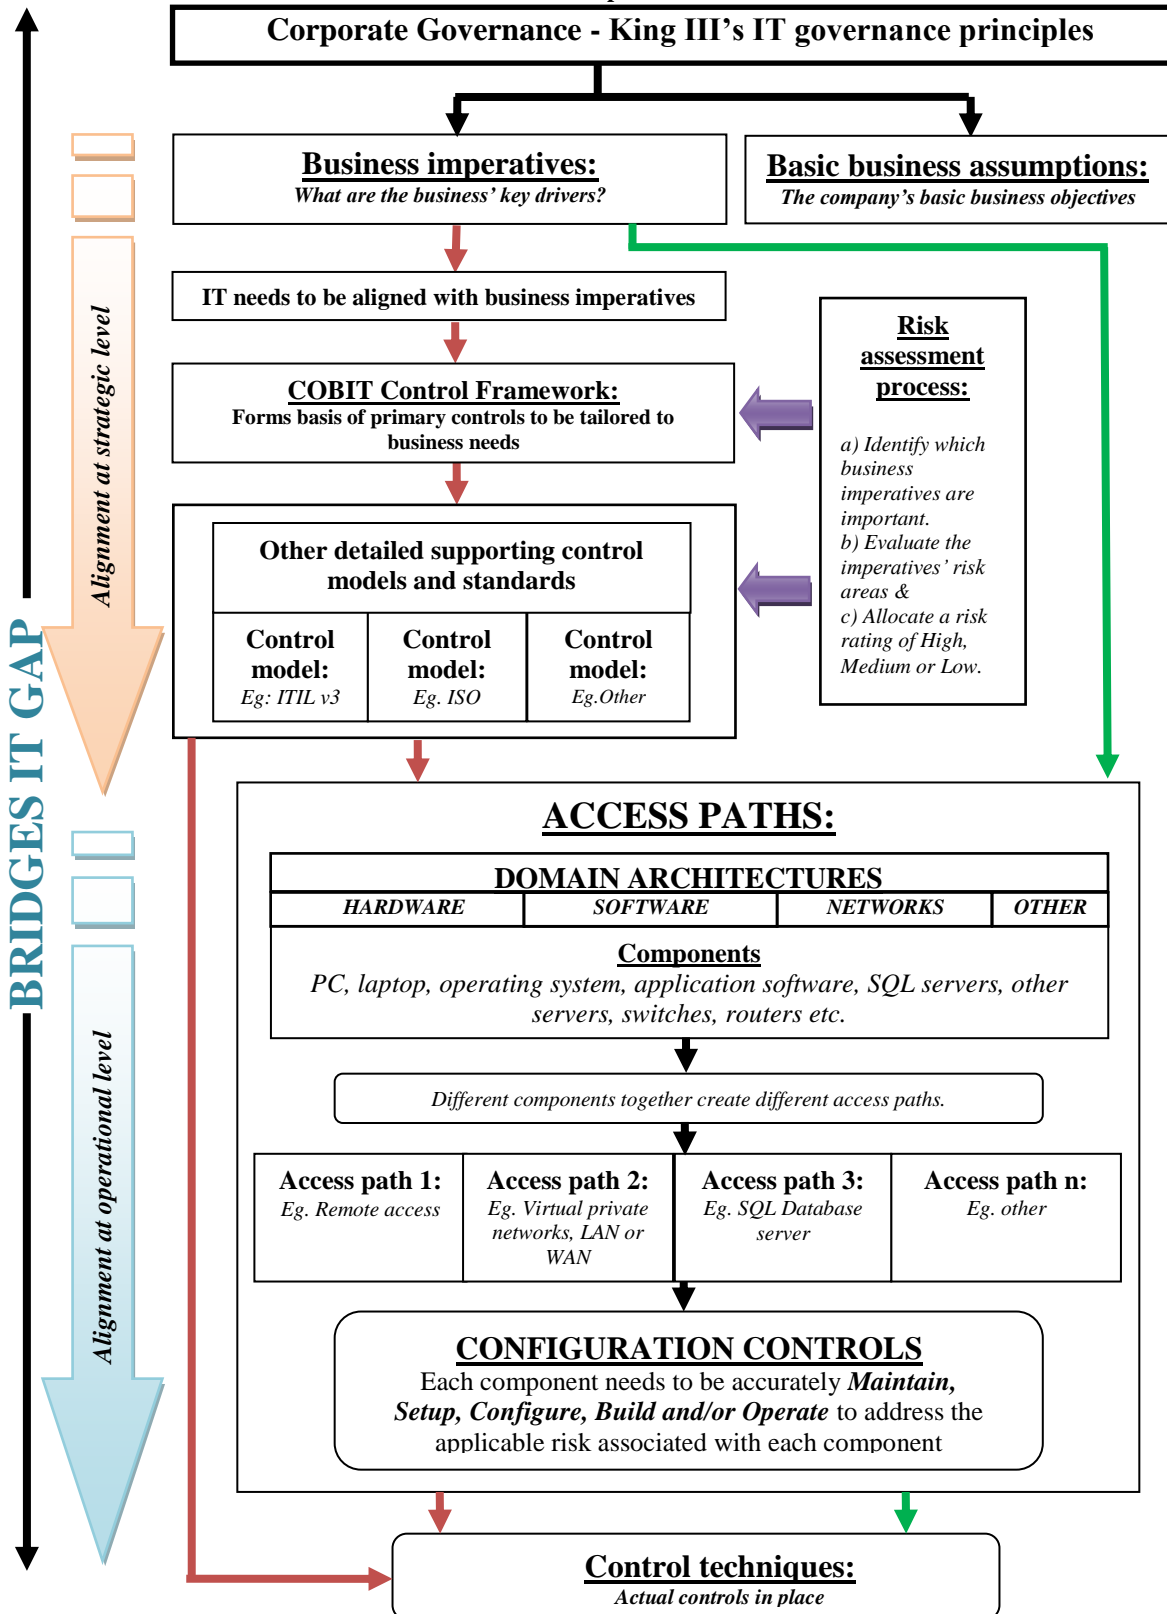 Corporate Governance - King III's IT governance principles
Business imperatives:
What are the business' key drivers?
Basic business assumptions:
The company's basic business objectives
IT needs to be aligned with business imperatives
COBIT Control Framework:
Forms basis of primary controls to be tailored to
business needs
Risk
assessment
process:
a) Identify which
business
imperatives are
important.
b) Evaluate the
imperatives' risk
areas &
c) Allocate a risk
rating of High,
Medium or Low.
Other detailed supporting control
models and standards
Control
model:
Eg: ITIL v3
Control
model:
Eg. ISO
Control
model:
Eg.Other
Alignment at strategic level
BRIDGES IT GAP
Alignment at operational level
ACCESS PATHS:
DOMAIN ARCHITECTURES
HARDWARE
SOFTWARE
NETWORKS
OTHER
Components
PC, laptop, operating system, application software, SQL servers, other
servers, switches, routers etc.
Different components together create different access paths.
Access path 1:
Eg. Remote access
Access path 2:
Eg. Virtual private
networks, LAN or
WAN
Access path 3:
Eg. SQL Database
server
Access path n:
Eg. other
CONFIGURATION CONTROLS
Each component needs to be accurately Maintain,
Setup, Configure, Build and/or Operate to address the
applicable risk associated with each component
Control techniques:
Actual controls in place